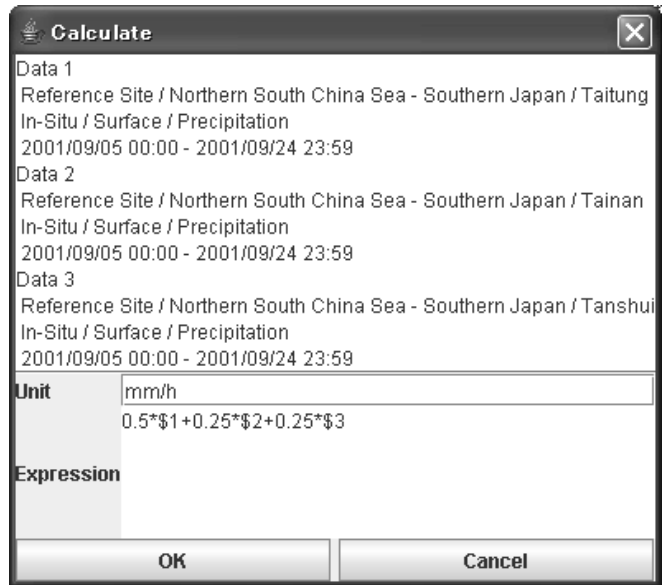 Calculate
Data 1
Reference Site / Northern South China Sea - Southern Japan / Taitung
In-Situ / Surface / Precipitation
2001/09/05 00:00 - 2001/09/24 23:59
Data 2
Reference Site / Northern South China Sea - Southern Japan / Tainan
In-Situ / Surface / Precipitation
2001/09/05 00:00 - 2001/09/24 23:59
Data 3
Reference Site / Northern South China Sea - Southern Japan / Tanshui
In-Situ / Surface / Precipitation
2001/09/05 00:00 - 2001/09/24 23:59
Unit mm/h
0.5*$1+0.25*$2+0.25*$3
Expression
OK Cancel